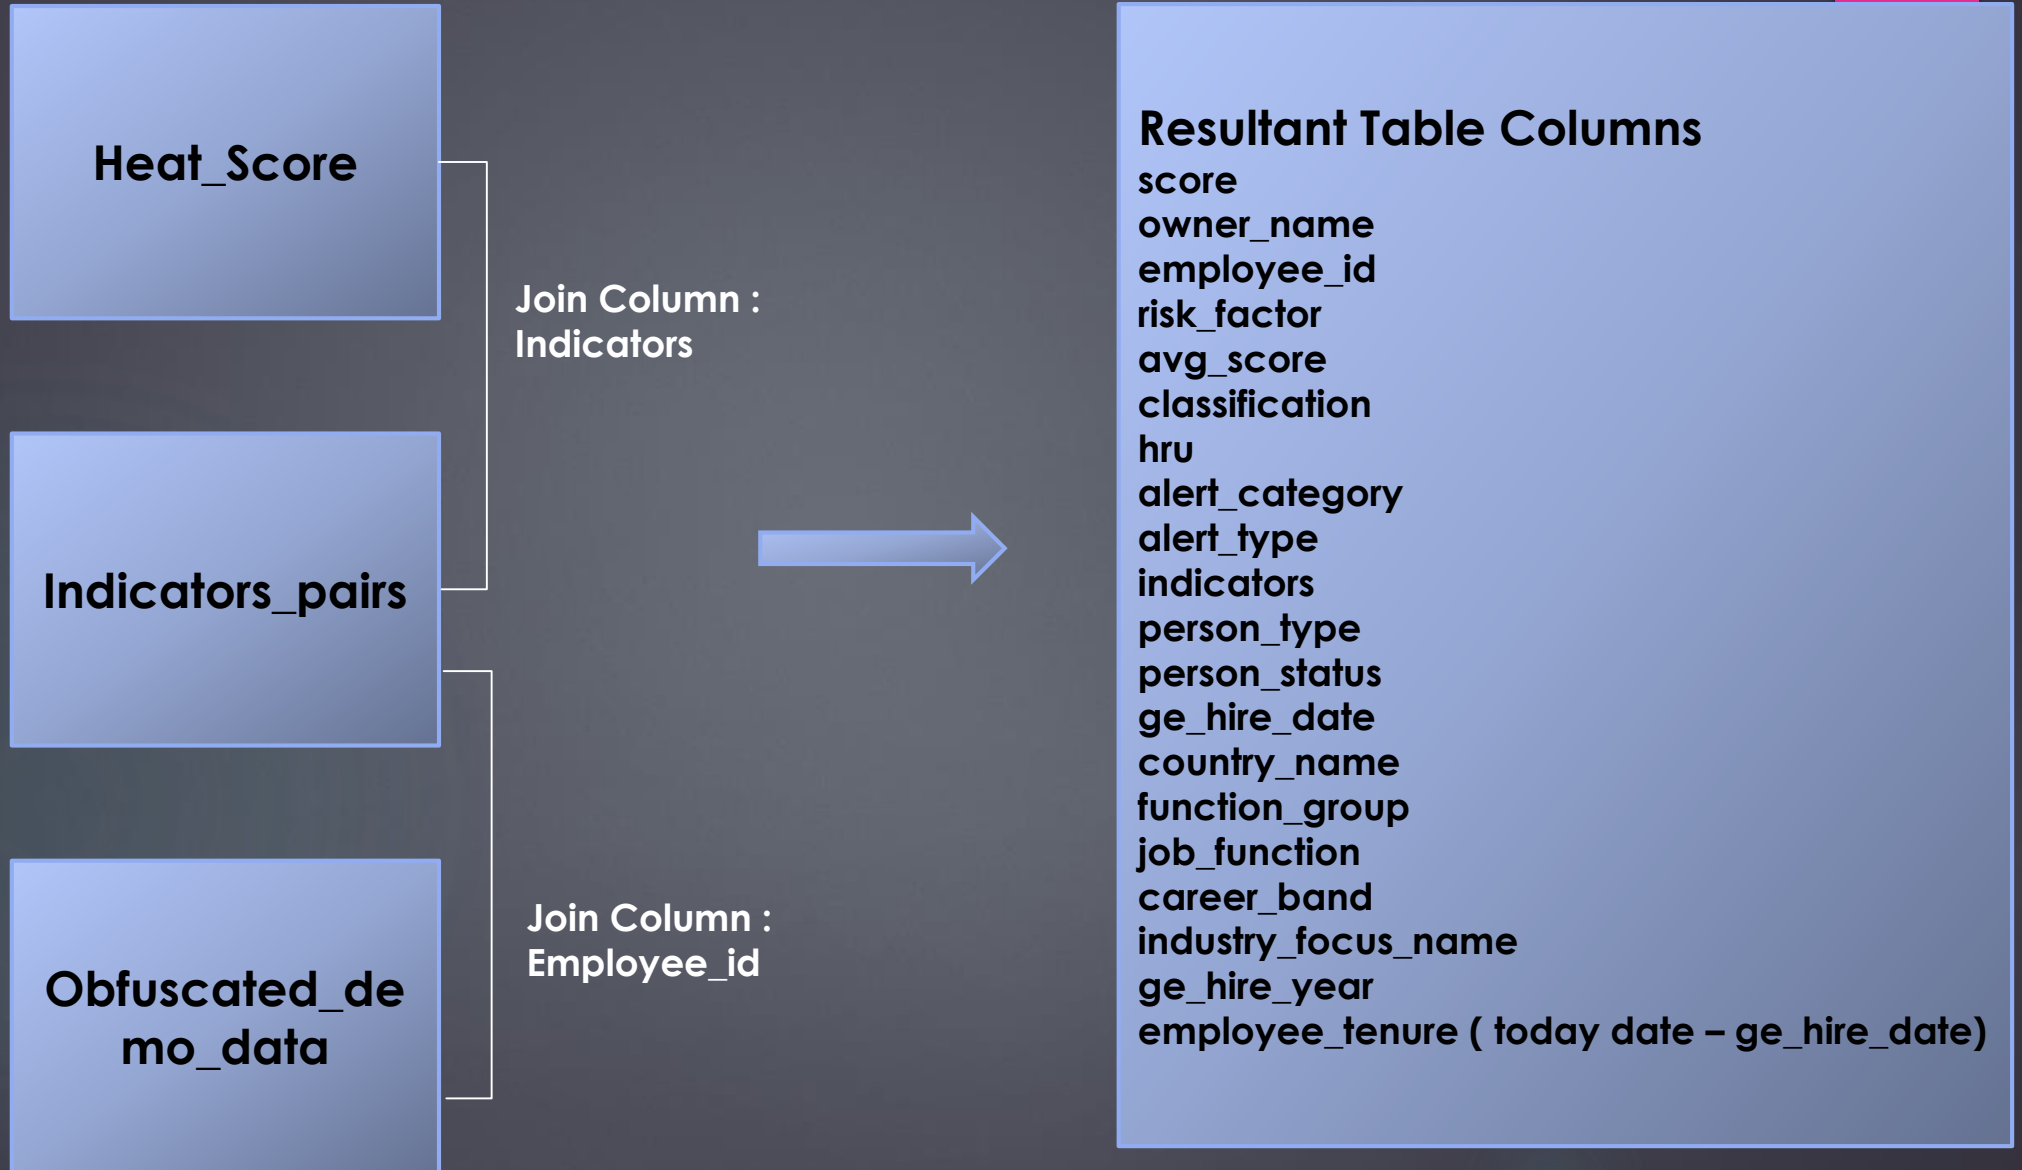 Heat_Score
Join Column :
Indicators
Indicators_pairs
Join Column :
Employee_id
Obfuscated_de
mo_data
Resultant Table Columns
score
owner_name
employee_id
risk_factor
avg_score
classification
hru
alert_category
alert_type
indicators
person_type
person_status
ge_hire_date
country_name
function_group
job_function
career_band
industry_focus_name
ge_hire_year
employee_tenure ( today date – ge_hire_date)